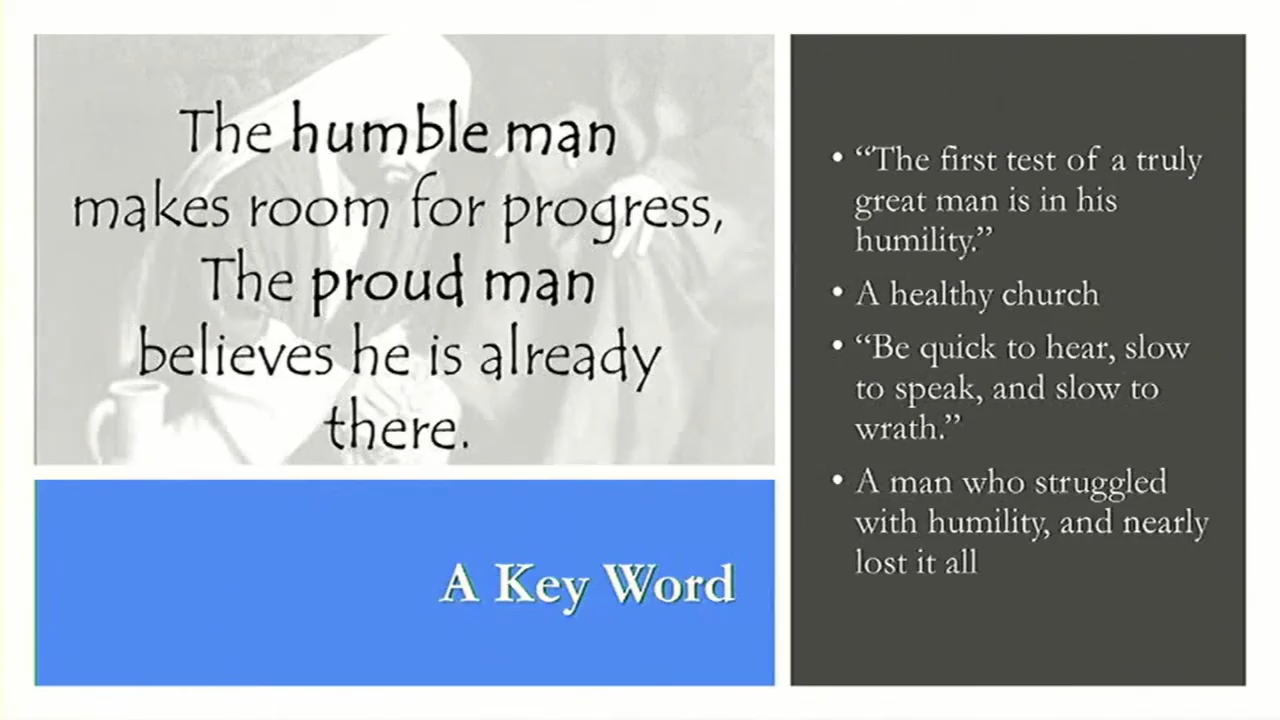 The humble man
makes room for progress,
The proud man
believes he is already
there.
A Key Word
• “The first test of a truly
great man is in his
humility.”
• A healthy church
• “Be quick to hear, slow
to speak, and slow to
wrath.”
• A man who struggled
with humility, and nearly
lost it all